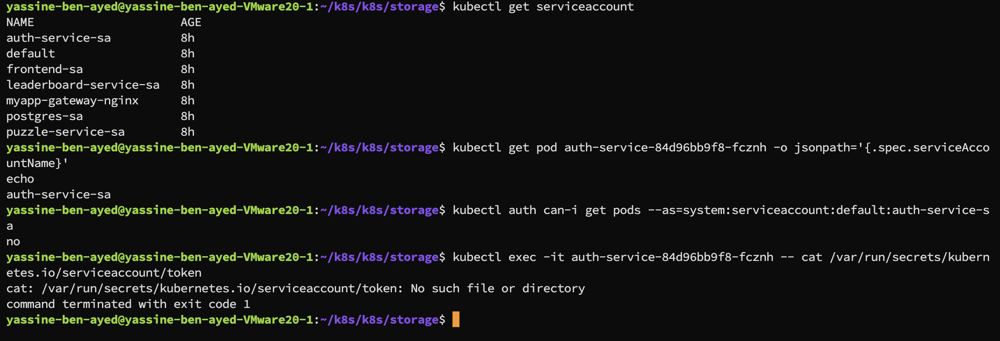 yassine-ben-ayed@yassine-ben-ayed-VMware20-1:~/k8s/k8s/storage$ kubectl get serviceaccount
NAME                     AGE
auth-service-sa          8h
default                  8h
frontend-sa              8h
leaderboard-service-sa   8h
myapp-gateway-nginx      8h
postgres-sa              8h
puzzle-service-sa        8h
yassine-ben-ayed@yassine-ben-ayed-VMware20-1:~/k8s/k8s/storage$ kubectl get pod auth-service-84d96bb9f8-fcznh -o jsonpath='{.spec.serviceAcco
untName}'
echo
auth-service-sa
yassine-ben-ayed@yassine-ben-ayed-VMware20-1:~/k8s/k8s/storage$ kubectl auth can-i get pods --as=system:serviceaccount:default:auth-service-s
a
no
yassine-ben-ayed@yassine-ben-ayed-VMware20-1:~/k8s/k8s/storage$ kubectl exec -it auth-service-84d96bb9f8-fcznh -- cat /var/run/secrets/kubern
etes.io/serviceaccount/token
cat: /var/run/secrets/kubernetes.io/serviceaccount/token: No such file or directory
command terminated with exit code 1
yassine-ben-ayed@yassine-ben-ayed-VMware20-1:~/k8s/k8s/storage$